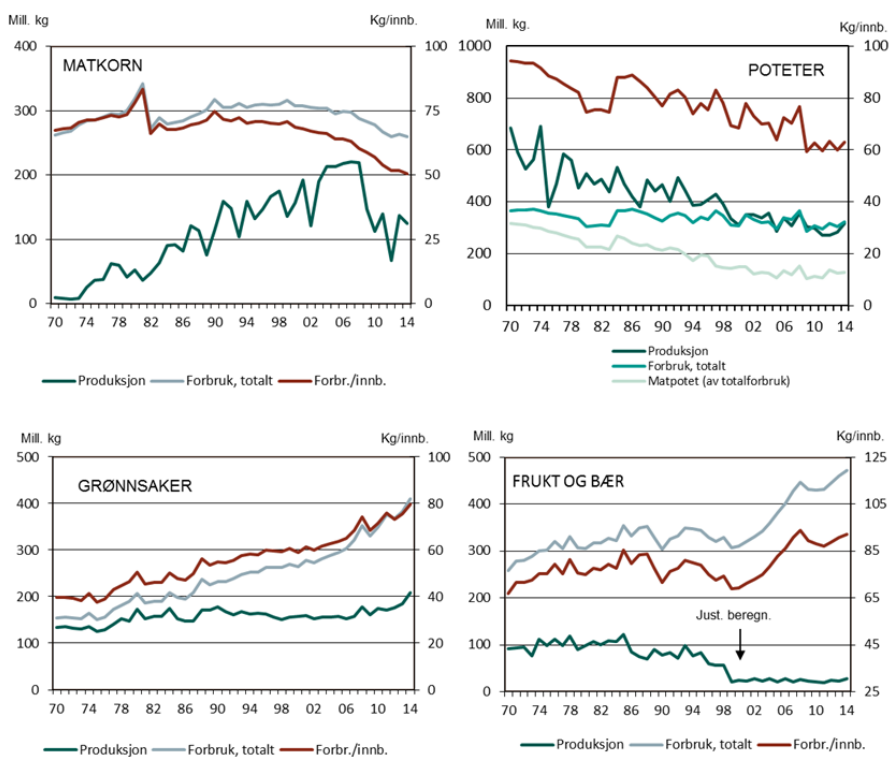 Mill. kg Kg/innb.
MATKORN
400 100
300 75
200 50
100 25
0 0
70 74 78 82 86 90 94 98 02 06 10 14
Produksjon Forbruk, totalt Forbr./innb.
Mill. kg. Kg/innb.
POTETER
1000 100
800 80
600 60
400 40
200 20
0 0
70 74 78 82 86 90 94 98 02 06 10 14
Produksjon
Forbruk, totalt
Matpotet (av totalforbruk)
Mill. kg Kg/innb.
GRØNNSAKER
500 100
400 80
300 60
200 40
100 20
0 0
70 74 78 82 86 90 94 98 02 06 10 14
Produksjon Forbruk, totalt Forbr./innb.
Mill. kg Kg/innb.
FRUKT OG BÆR
500 125
400 105
300 85
200 65
100 45
0 25
Just. beregn.
70 74 78 82 86 90 94 98 02 06 10 14
Produksjon Forbruk, totalt Forbr./innb.